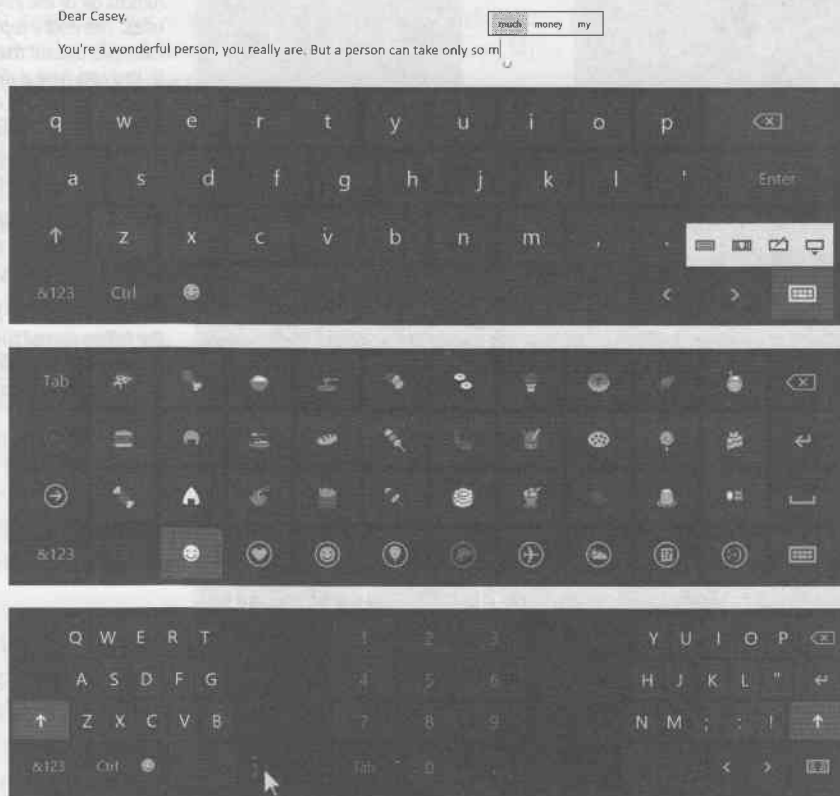 Dear Casey,
much money my
You're a wonderful person, you really are. But a person can take only so m
q w e r t y u i o p
a s d f g h j k l ' Enter
z x c v b n m , .
&123 Ctrl < >
Tab
&123
Q W E R T 1 2 3 Y U I O P
A S D F G 4 5 6 H J K L "
Z X C V B 7 8 9 N M ; : !
&123 Ctrl Tab 0 . < >